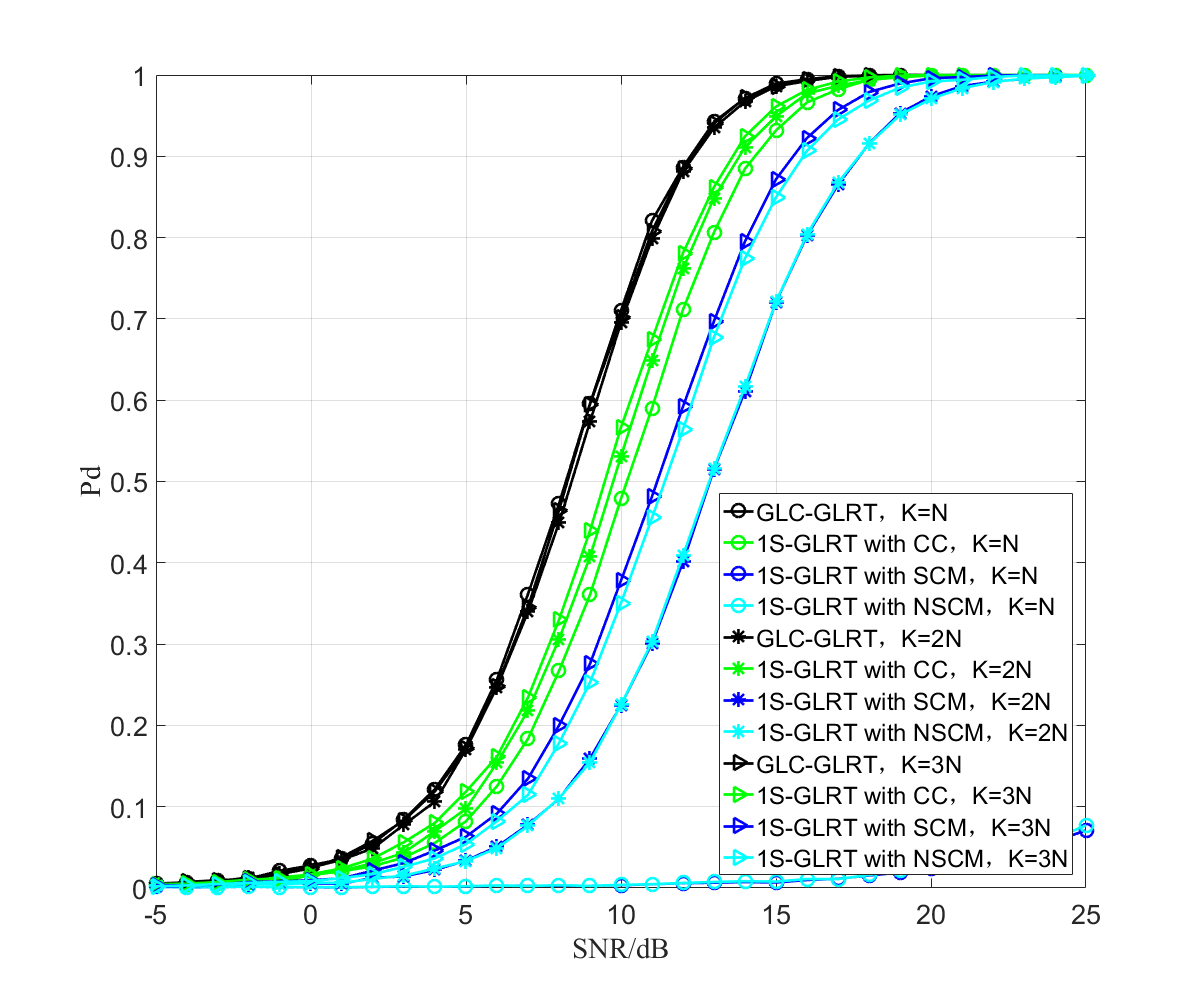 1
0.9
0.8
0.7
0.6
0.5
0.4
0.3
0.2
0.1
0
Pd
-5
0
5
10
15
20
25
SNR/dB
GLC-GLRT，K=N
1S-GLRT with CC，K=N
1S-GLRT with SCM，K=N
1S-GLRT with NSCM，K=N
GLC-GLRT，K=2N
1S-GLRT with CC，K=2N
1S-GLRT with SCM，K=2N
1S-GLRT with NSCM，K=2N
GLC-GLRT，K=3N
1S-GLRT with CC，K=3N
1S-GLRT with SCM，K=3N
1S-GLRT with NSCM，K=3N